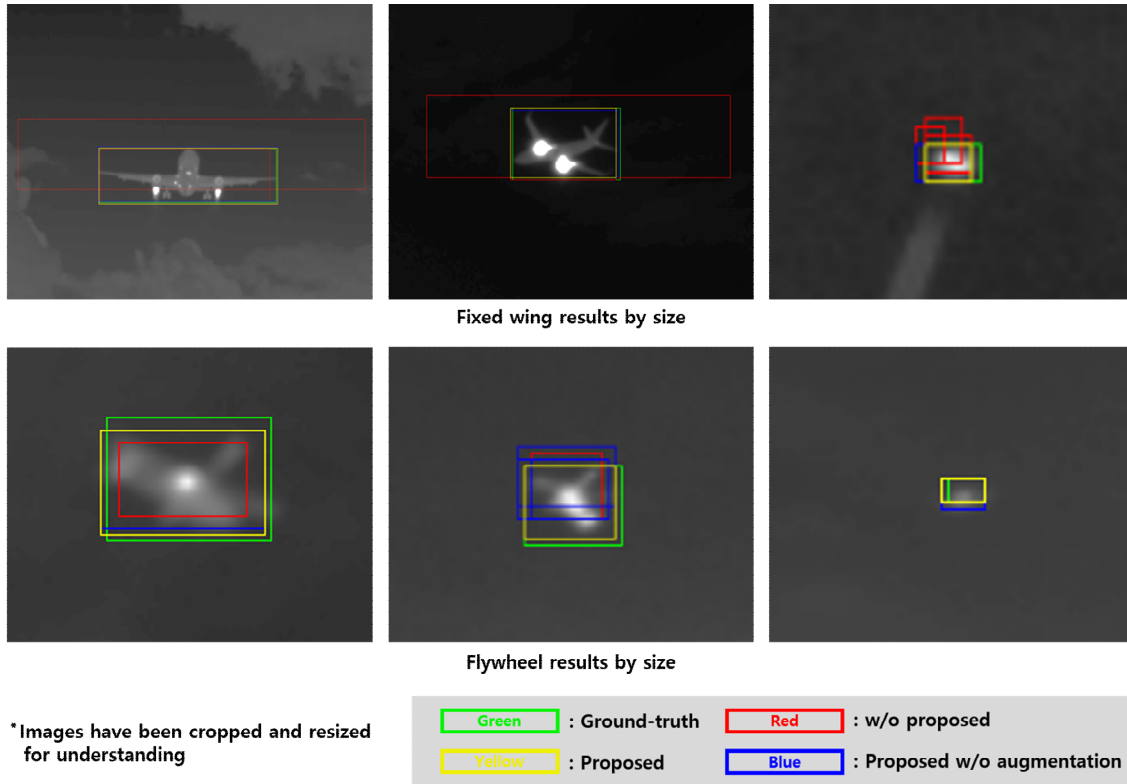 Fixed wing results by size
Flywheel results by size
*Images have been cropped and resized
for understanding
Green : Ground-truth
Red : w/o proposed
Yellow : Proposed
Blue : Proposed w/o augmentation